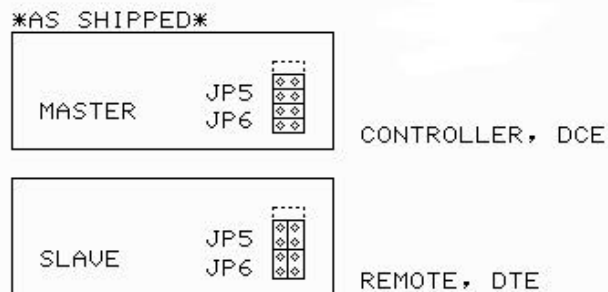 *AS SHIPPED*
JP5
MASTER JP6
CONTROLLER, DCE
JP5
SLAVE JP6
REMOTE, DTE